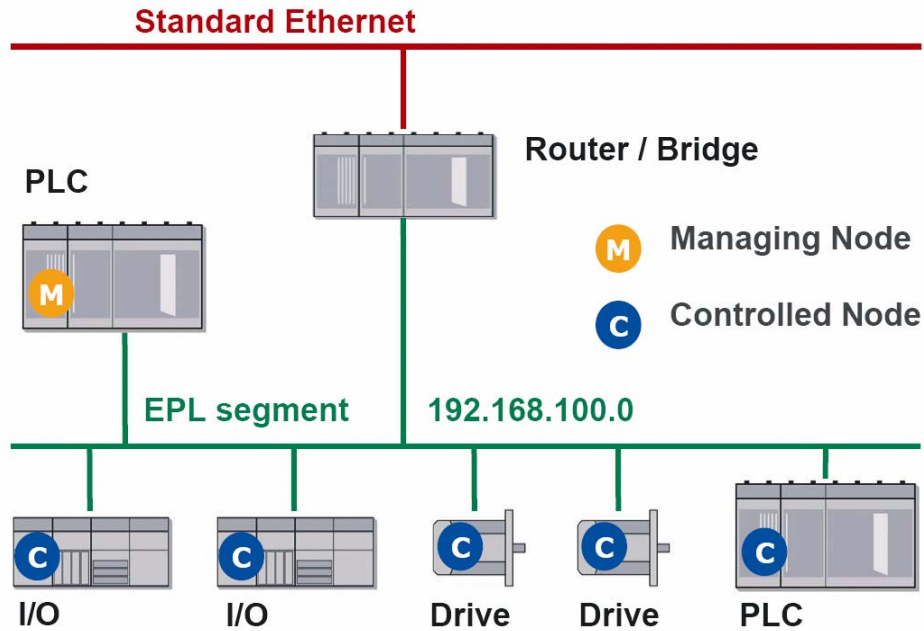 Standard Ethernet
Router / Bridge
PLC
M Managing Node
M
C Controlled Node
EPL segment 192.168.100.0
C C C C C
I/O I/O Drive Drive PLC